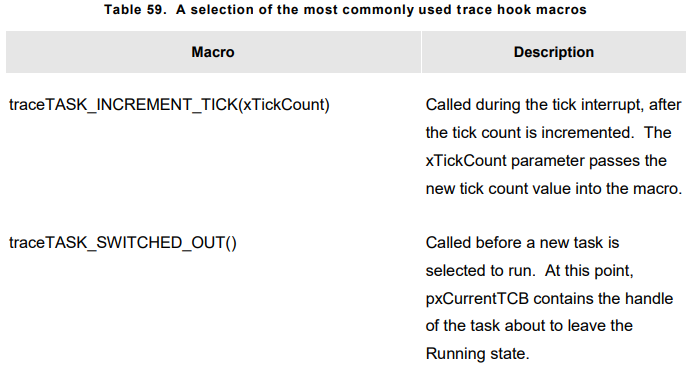 Table 59. A selection of the most commonly used trace hook macros
Macro Description
traceTASK_INCREMENT_TICK(xTickCount) Called during the tick interrupt, after
the tick count is incremented. The
xTickCount parameter passes the
new tick count value into the macro.
traceTASK_SWITCHED_OUT() Called before a new task is
selected to run. At this point,
pxCurrentTCB contains the handle
of the task about to leave the
Running state.